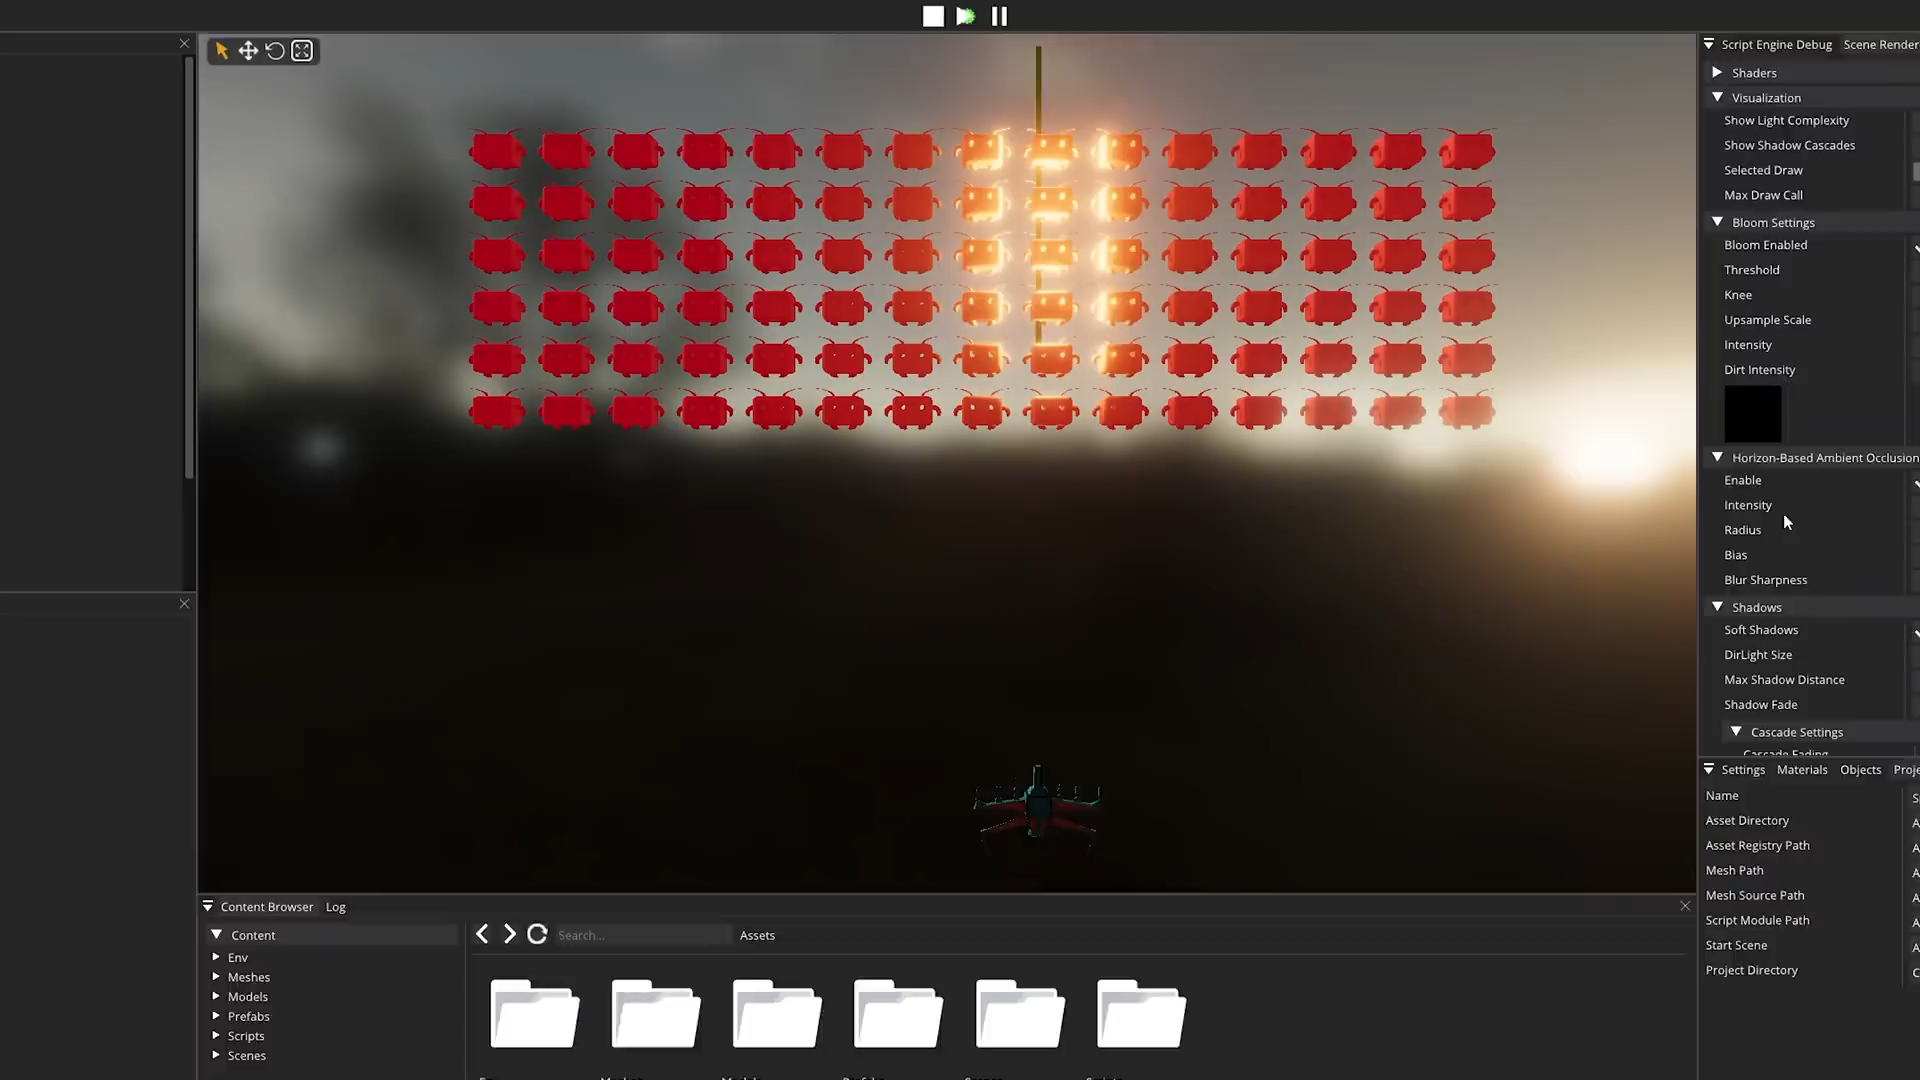 Script Engine Debug Scene Render
Shaders
Visualization
Show Light Complexity
Show Shadow Cascades
Selected Draw
Max Draw Call
Bloom Settings
Bloom Enabled
Threshold
Knee
Upsample Scale
Intensity
Dirt Intensity
Horizon-Based Ambient Occlusion
Enable
Intensity
Radius
Bias
Blur Sharpness
Shadows
Soft Shadows
DirLight Size
Max Shadow Distance
Shadow Fade
Cascade Settings
Cascade Fading
Settings Materials Objects Proje
Name
Asset Directory
Asset Registry Path
Mesh Path
Mesh Source Path
Script Module Path
Start Scene
Project Directory
Content Browser Log
Content
Env
Meshes
Models
Prefabs
Scripts
Scenes
Search...
Assets